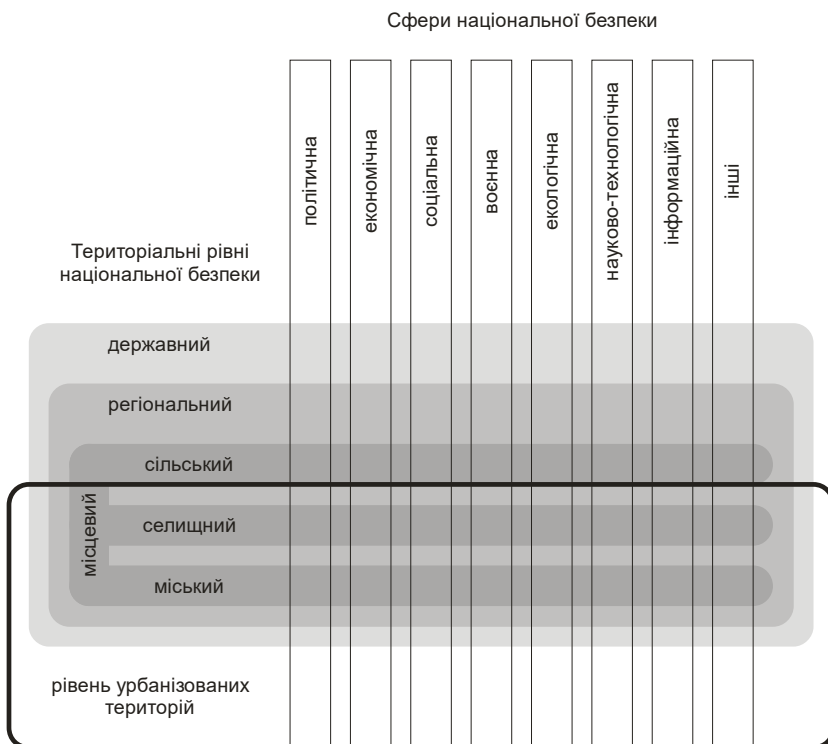 Сфери національної безпеки
політична
економічна
соціальна
воєнна
екологічна
науково-технологічна
інформаційна
інші
Територіальні рівні
національної безпеки
державний
регіональний
місцевий
сільський
селищний
міський
рівень урбанізованих
територій